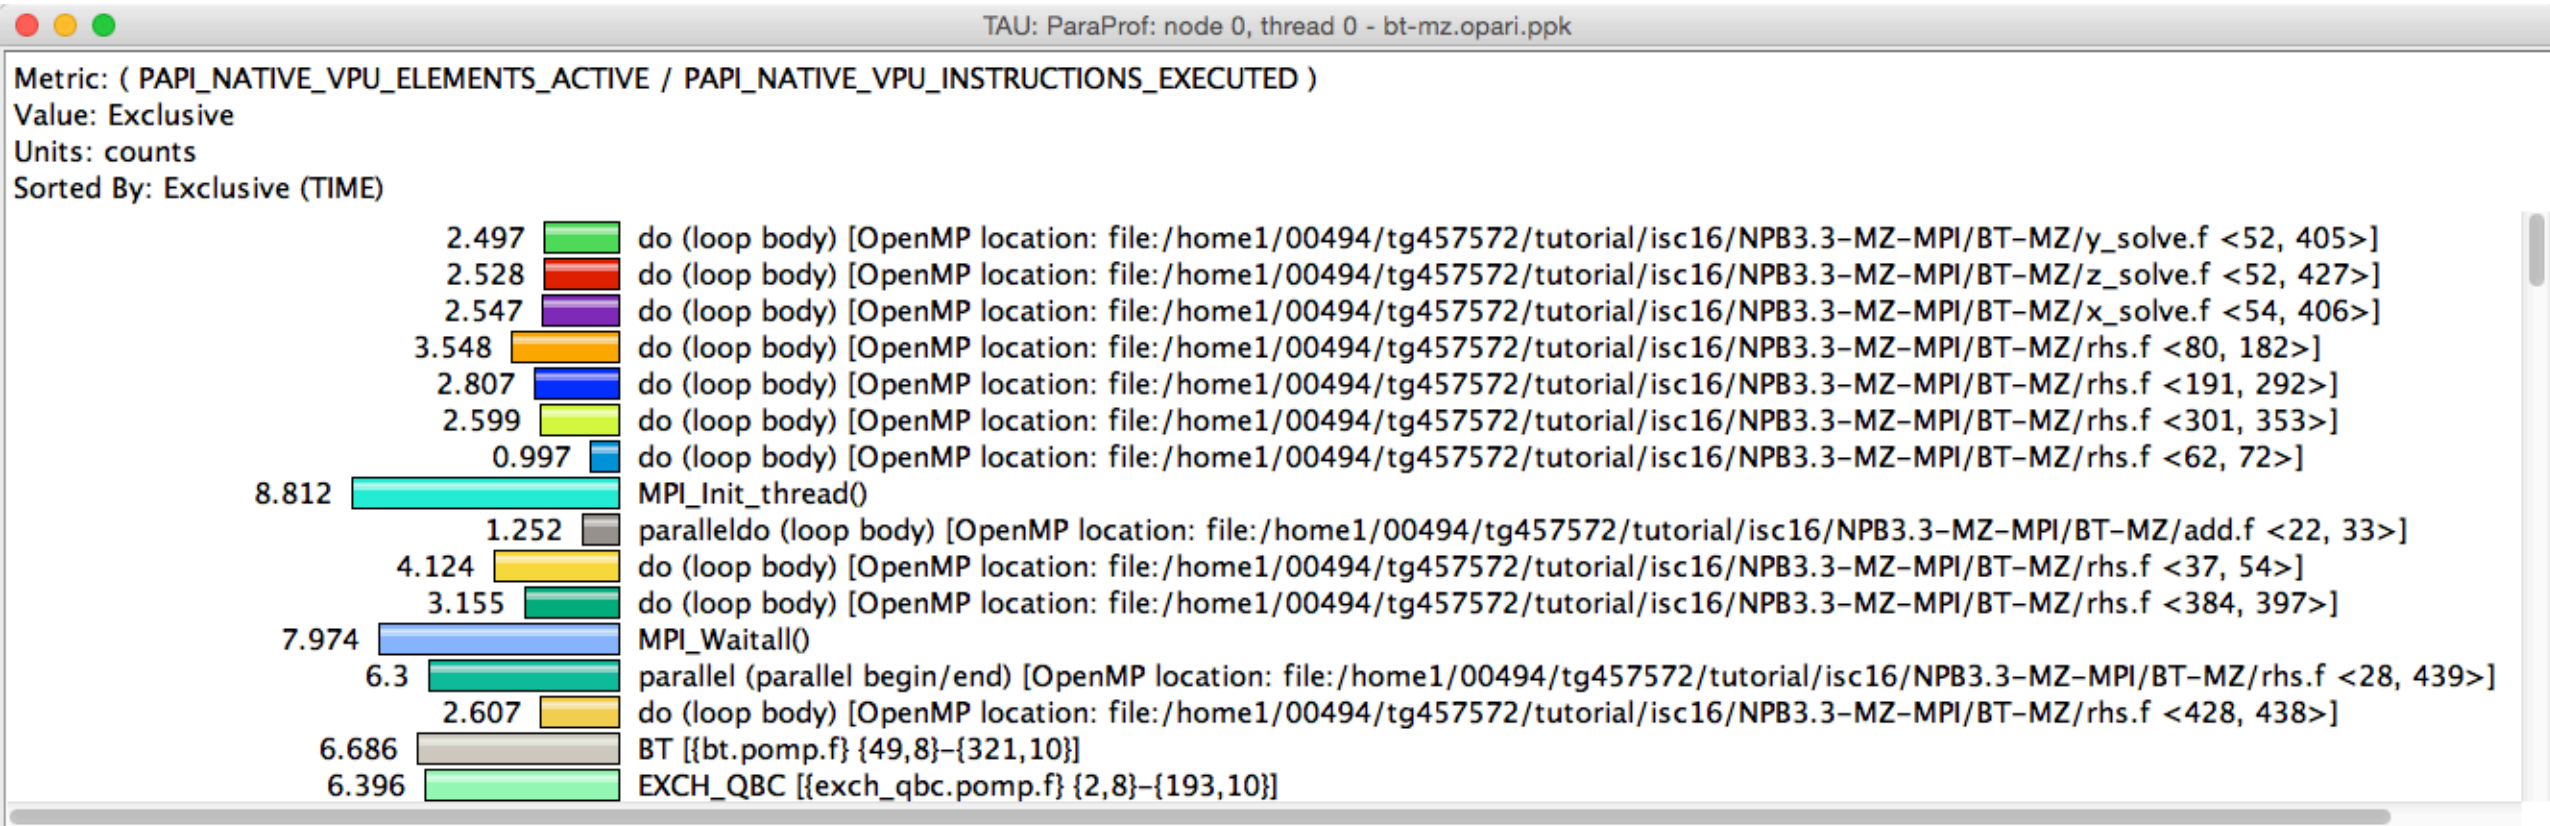 TAU: ParaProf: node 0, thread 0 - bt-mz.opari.ppk
Metric: ( PAPI_NATIVE_VPU_ELEMENTS_ACTIVE / PAPI_NATIVE_VPU_INSTRUCTIONS_EXECUTED )
Value: Exclusive
Units: counts
Sorted By: Exclusive (TIME)
2.497 do (loop body) [OpenMP location: file:/home1/00494/tg457572/tutorial/isc16/NPB3.3-MZ-MPI/BT-MZ/y_solve.f <52, 405>]
2.528 do (loop body) [OpenMP location: file:/home1/00494/tg457572/tutorial/isc16/NPB3.3-MZ-MPI/BT-MZ/z_solve.f <52, 427>]
2.547 do (loop body) [OpenMP location: file:/home1/00494/tg457572/tutorial/isc16/NPB3.3-MZ-MPI/BT-MZ/x_solve.f <54, 406>]
3.548 do (loop body) [OpenMP location: file:/home1/00494/tg457572/tutorial/isc16/NPB3.3-MZ-MPI/BT-MZ/rhs.f <80, 182>]
2.807 do (loop body) [OpenMP location: file:/home1/00494/tg457572/tutorial/isc16/NPB3.3-MZ-MPI/BT-MZ/rhs.f <191, 292>]
2.599 do (loop body) [OpenMP location: file:/home1/00494/tg457572/tutorial/isc16/NPB3.3-MZ-MPI/BT-MZ/rhs.f <301, 353>]
0.997 do (loop body) [OpenMP location: file:/home1/00494/tg457572/tutorial/isc16/NPB3.3-MZ-MPI/BT-MZ/rhs.f <62, 72>]
8.812 MPI_Init_thread()
1.252 paralleldo (loop body) [OpenMP location: file:/home1/00494/tg457572/tutorial/isc16/NPB3.3-MZ-MPI/BT-MZ/add.f <22, 33>]
4.124 do (loop body) [OpenMP location: file:/home1/00494/tg457572/tutorial/isc16/NPB3.3-MZ-MPI/BT-MZ/rhs.f <37, 54>]
3.155 do (loop body) [OpenMP location: file:/home1/00494/tg457572/tutorial/isc16/NPB3.3-MZ-MPI/BT-MZ/rhs.f <384, 397>]
7.974 MPI_Waitall()
6.3 parallel (parallel begin/end) [OpenMP location: file:/home1/00494/tg457572/tutorial/isc16/NPB3.3-MZ-MPI/BT-MZ/rhs.f <28, 439>]
2.607 do (loop body) [OpenMP location: file:/home1/00494/tg457572/tutorial/isc16/NPB3.3-MZ-MPI/BT-MZ/rhs.f <428, 438>]
6.686 BT [{bt.pomp.f} {49,8}-{321,10}]
6.396 EXCH_QBC [{exch_qbc.pomp.f} {2,8}-{193,10}]